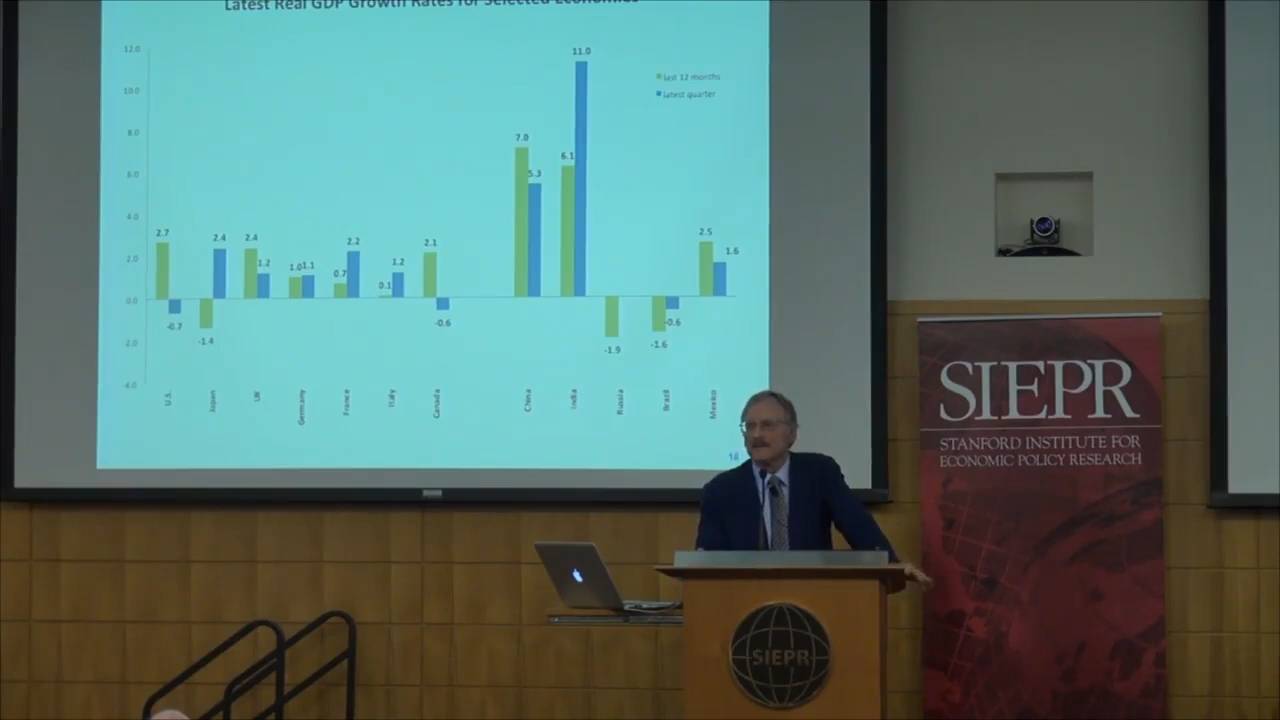 Latest Real GDP Growth Rates for Selected Economies
12.0
10.0
8.0
6.0
4.0
2.0
0.0
2.0
-4.0
last 12 months
latest quarter
2.7
-0.7
-1.4
2.4
2.4
1.2
1.0
1.1
0.7
2.2
0.1
1.2
2.1
-0.6
7.0
5.3
6.1
11.0
-1.9
-1.6
-0.6
2.5
1.6
U.S.
Japan
UK
Germany
France
Italy
Canada
China
India
Russia
Brazil
Mexico
18
SIEPR
STANFORD INSTITUTE FOR
ECONOMIC POLICY RESEARCH
SIEPR